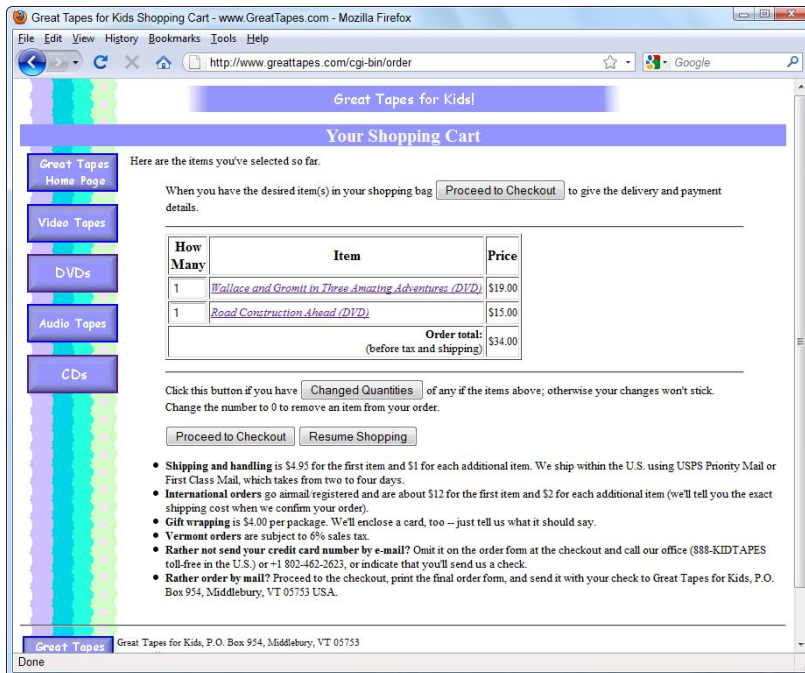 Great Tapes for Kids Shopping Cart - www.GreatTapes.com - Mozilla Firefox
File Edit View History Bookmarks Tools Help
http://www.greattapes.com/cgi-bin/order
Google
Great Tapes for Kids!
Your Shopping Cart
Great Tapes
Home Page
Video Tapes
DVDs
Audio Tapes
CDs
Here are the items you've selected so far.
When you have the desired item(s) in your shopping bag Proceed to Checkout to give the delivery and payment
details.
How Many Item Price
1 Wallace and Gromit in Three Amazing Adventures (DVD) $19.00
1 Road Construction Ahead (DVD) $15.00
Order total:
(before tax and shipping) $34.00
Click this button if you have Changed Quantities of any if the items above; otherwise your changes won't stick.
Change the number to 0 to remove an item from your order.
Proceed to Checkout Resume Shopping
Shipping and handling is $4.95 for the first item and $1 for each additional item. We ship within the U.S. using USPS Priority Mail or
First Class Mail, which takes from two to four days.
International orders go airmail/registered and are about $12 for the first item and $2 for each additional item (we'll tell you the exact
shipping cost when we confirm your order).
Gift wrapping is $4.00 per package. We'll enclose a card, too -- just tell us what it should say.
Vermont orders are subject to 6% sales tax.
Rather not send your credit card number by e-mail? Omit it on the order form at the checkout and call our office (888-KIDTAPES
toll-free in the U.S.) or +1 802-462-2623, or indicate that you'll send us a check.
Rather order by mail? Proceed to the checkout, print the final order form, and send it with your check to Great Tapes for Kids, P.O.
Box 954, Middlebury, VT 05753 USA.
Great Tapes
Great Tapes for Kids, P.O. Box 954, Middlebury, VT 05753
Done